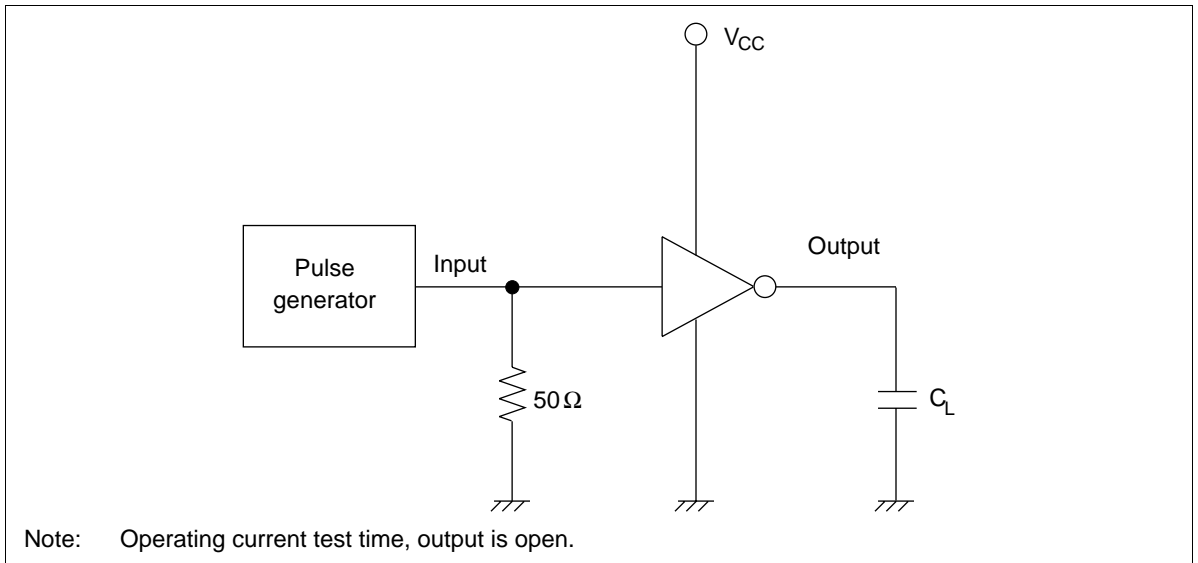 VCC
Pulse
generator
Input
Output
50Ω
CL
Note: Operating current test time, output is open.